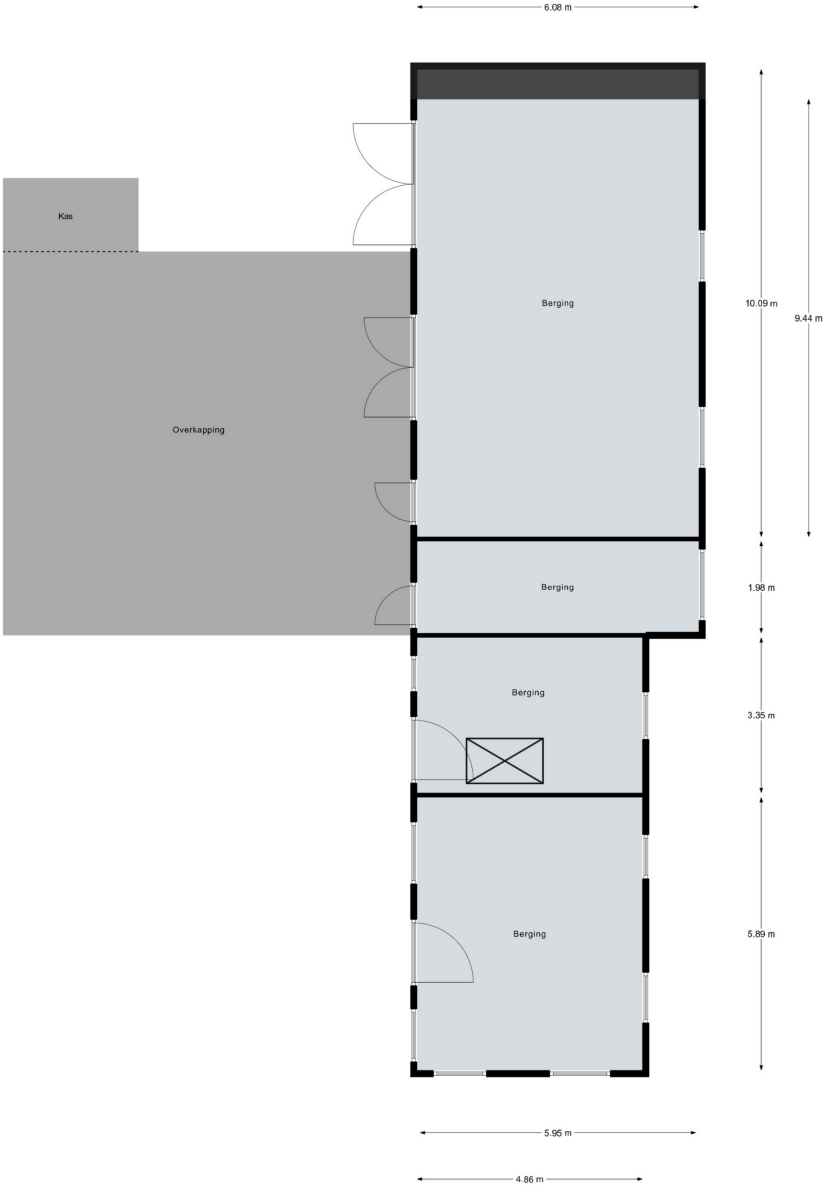 6.08 m
Kas
Berging
10.09 m
9.44 m
Overkapping
Berging
1.98 m
Berging
3.35 m
Berging
5.89 m
5.95 m
4.86 m